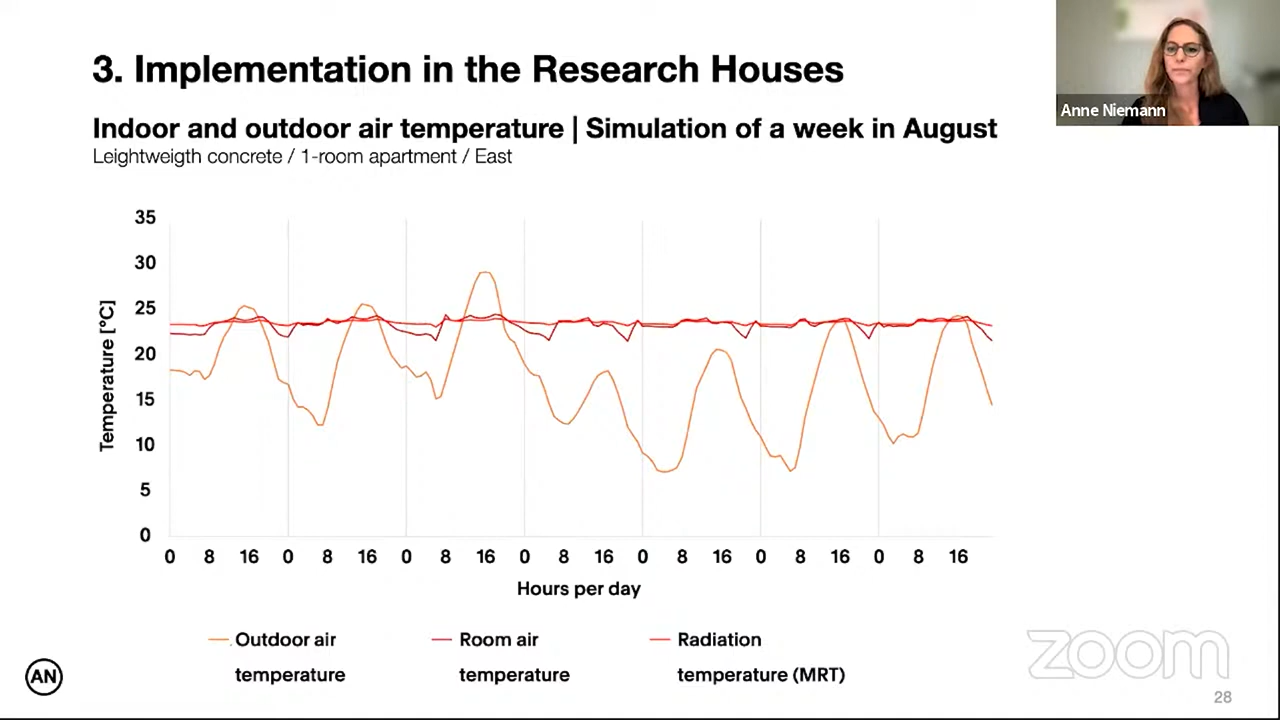 3. Implementation in the Research Houses
Anne Niemann
Indoor and outdoor air temperature | Simulation of a week in August
Leightweigth concrete / 1-room apartment / East
Temperature [°C]
35
30
25
20
15
10
5
0
0 8 16 0 8 16 0 8 16 0 8 16 0 8 16 0 8 16 0 8 16
Hours per day
Outdoor air temperature
Room air temperature
Radiation temperature (MRT)
AN
zoom
28